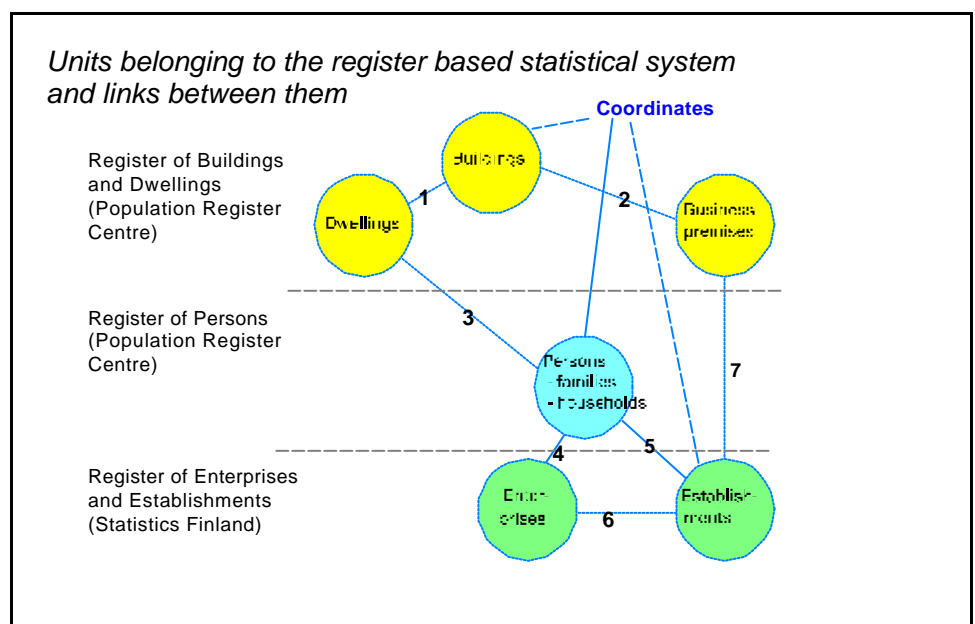 Units belonging to the register based statistical system
and links between them
Coordinates
Register of Buildings
and Dwellings
(Population Register
Centre)
Buildings
1
2
Dwellings
Business
premises
Register of Persons
(Population Register
Centre)
3
Persons
- families
- households
7
4
5
Register of Enterprises
and Establishments
(Statistics Finland)
Enter-
prises
6
Establish-
ments